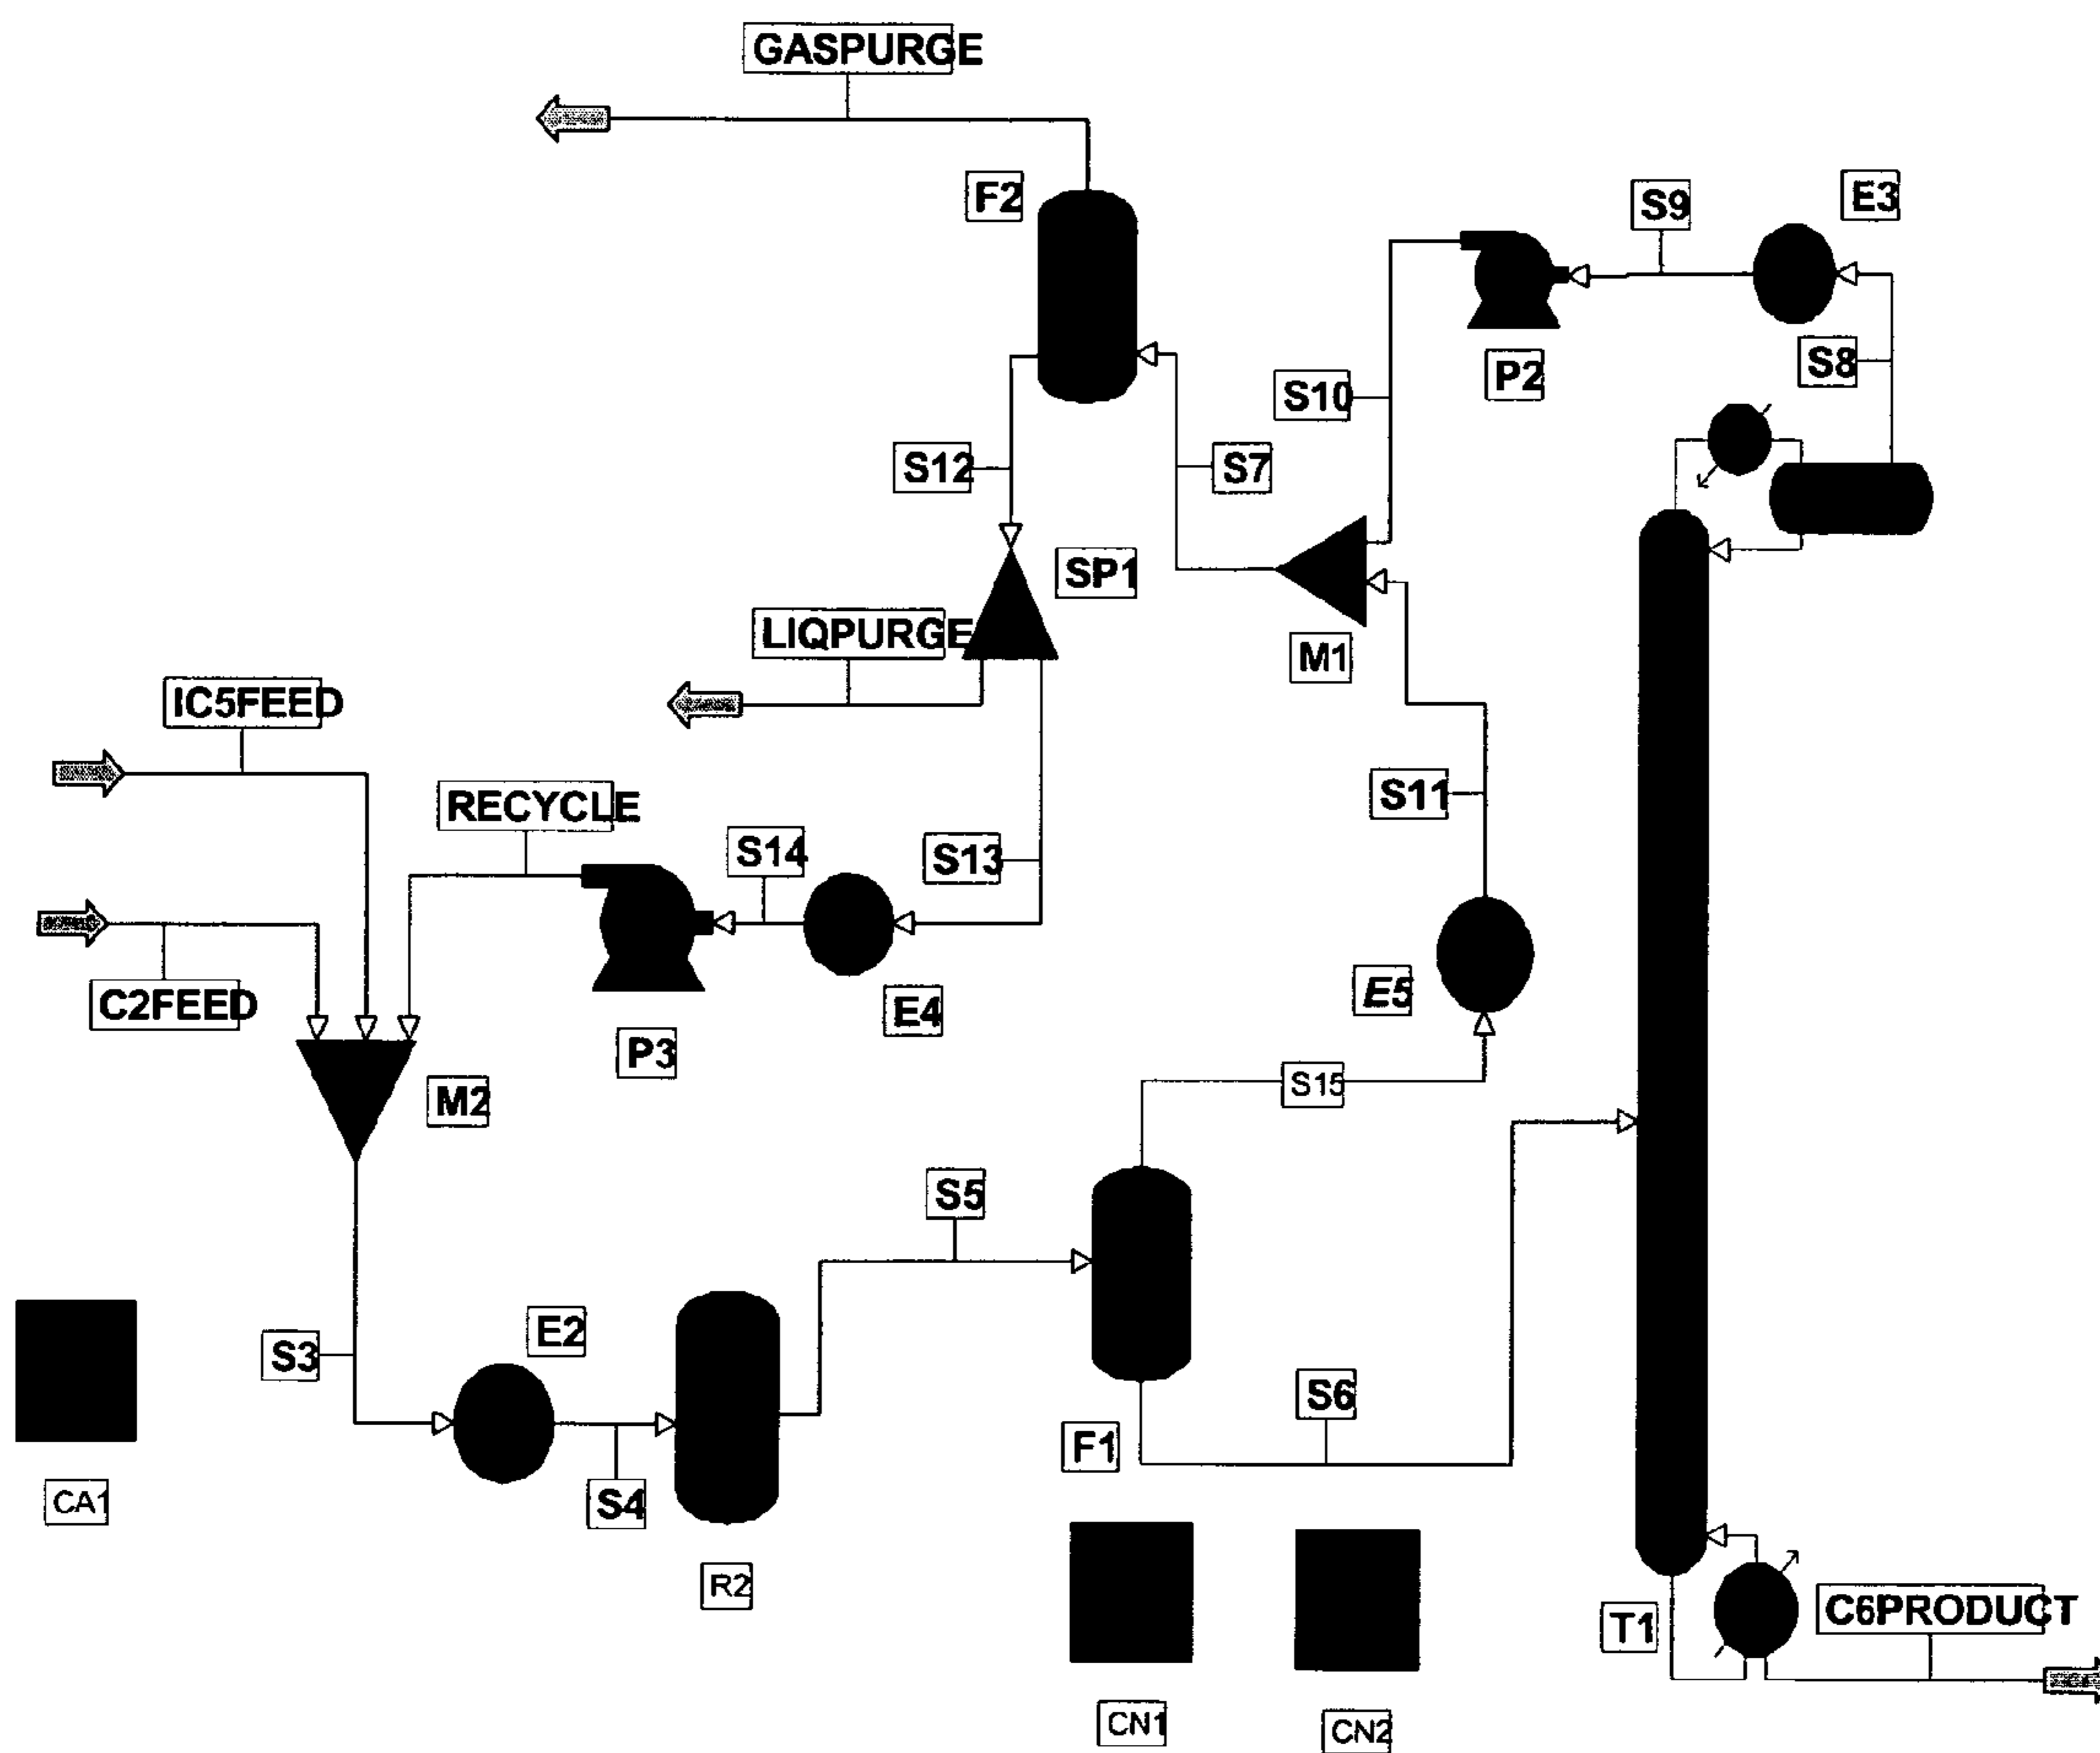 GASPURGE
F2
S9
E3
P2
S8
S10
S12
S7
SP1
LIQPURGE
M1
IC5FEED
RECYCLE
S14
S13
S11
C2FEED
E4
E5
P3
M2
S15
S5
E2
S3
S6
F1
S4
CA1
R2
T1
C6PRODUCT
CN1
CN2